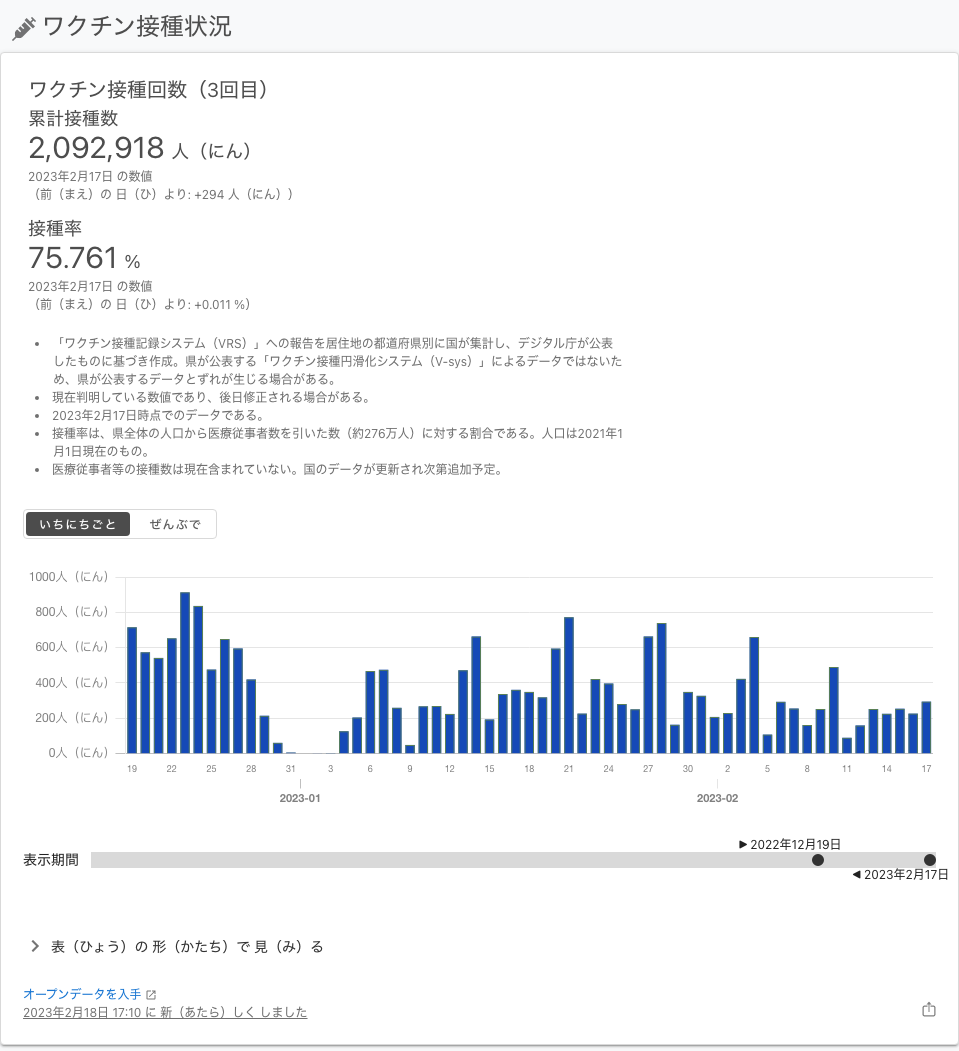 ワクチン接種状況
ワクチン接種回数（3回目）
累計接種数
2,092,918 人（にん）
2023年2月17日 の数値
（前（まえ）の 日（ひ）より: +294 人（にん））
接種率
75.761 %
2023年2月17日 の数値
（前（まえ）の 日（ひ）より: +0.011 %）
• 「ワクチン接種記録システム（VRS）」への報告を居住地の都道府県別に国が集計し、デジタル庁が公表
したものに基づき作成。県が公表する「ワクチン接種円滑化システム（V-sys）」によるデータではないた
め、県が公表するデータとずれが生じる場合がある。
• 現在判明している数値であり、後日修正される場合がある。
• 2023年2月17日時点でのデータである。
• 接種率は、県全体の人口から医療従事者数を引いた数（約276万人）に対する割合である。人口は2021年1
月1日現在のもの。
• 医療従事者等の接種数は現在含まれていない。国のデータが更新され次第追加予定。
いちにちごと ぜんぶで
1000人（にん）
800人（にん）
600人（にん）
400人（にん）
200人（にん）
0人（にん）
19 22 25 28 31 3 6 9 12 15 18 21 24 27 30 2 5 8 11 14 17
2023-01 2023-02
▶ 2022年12月19日
表示期間
◀ 2023年2月17日
表（ひょう）の 形（かたち）で 見（み）る
オープンデータを入手
2023年2月18日 17:10 に 新（あたら）しく しました